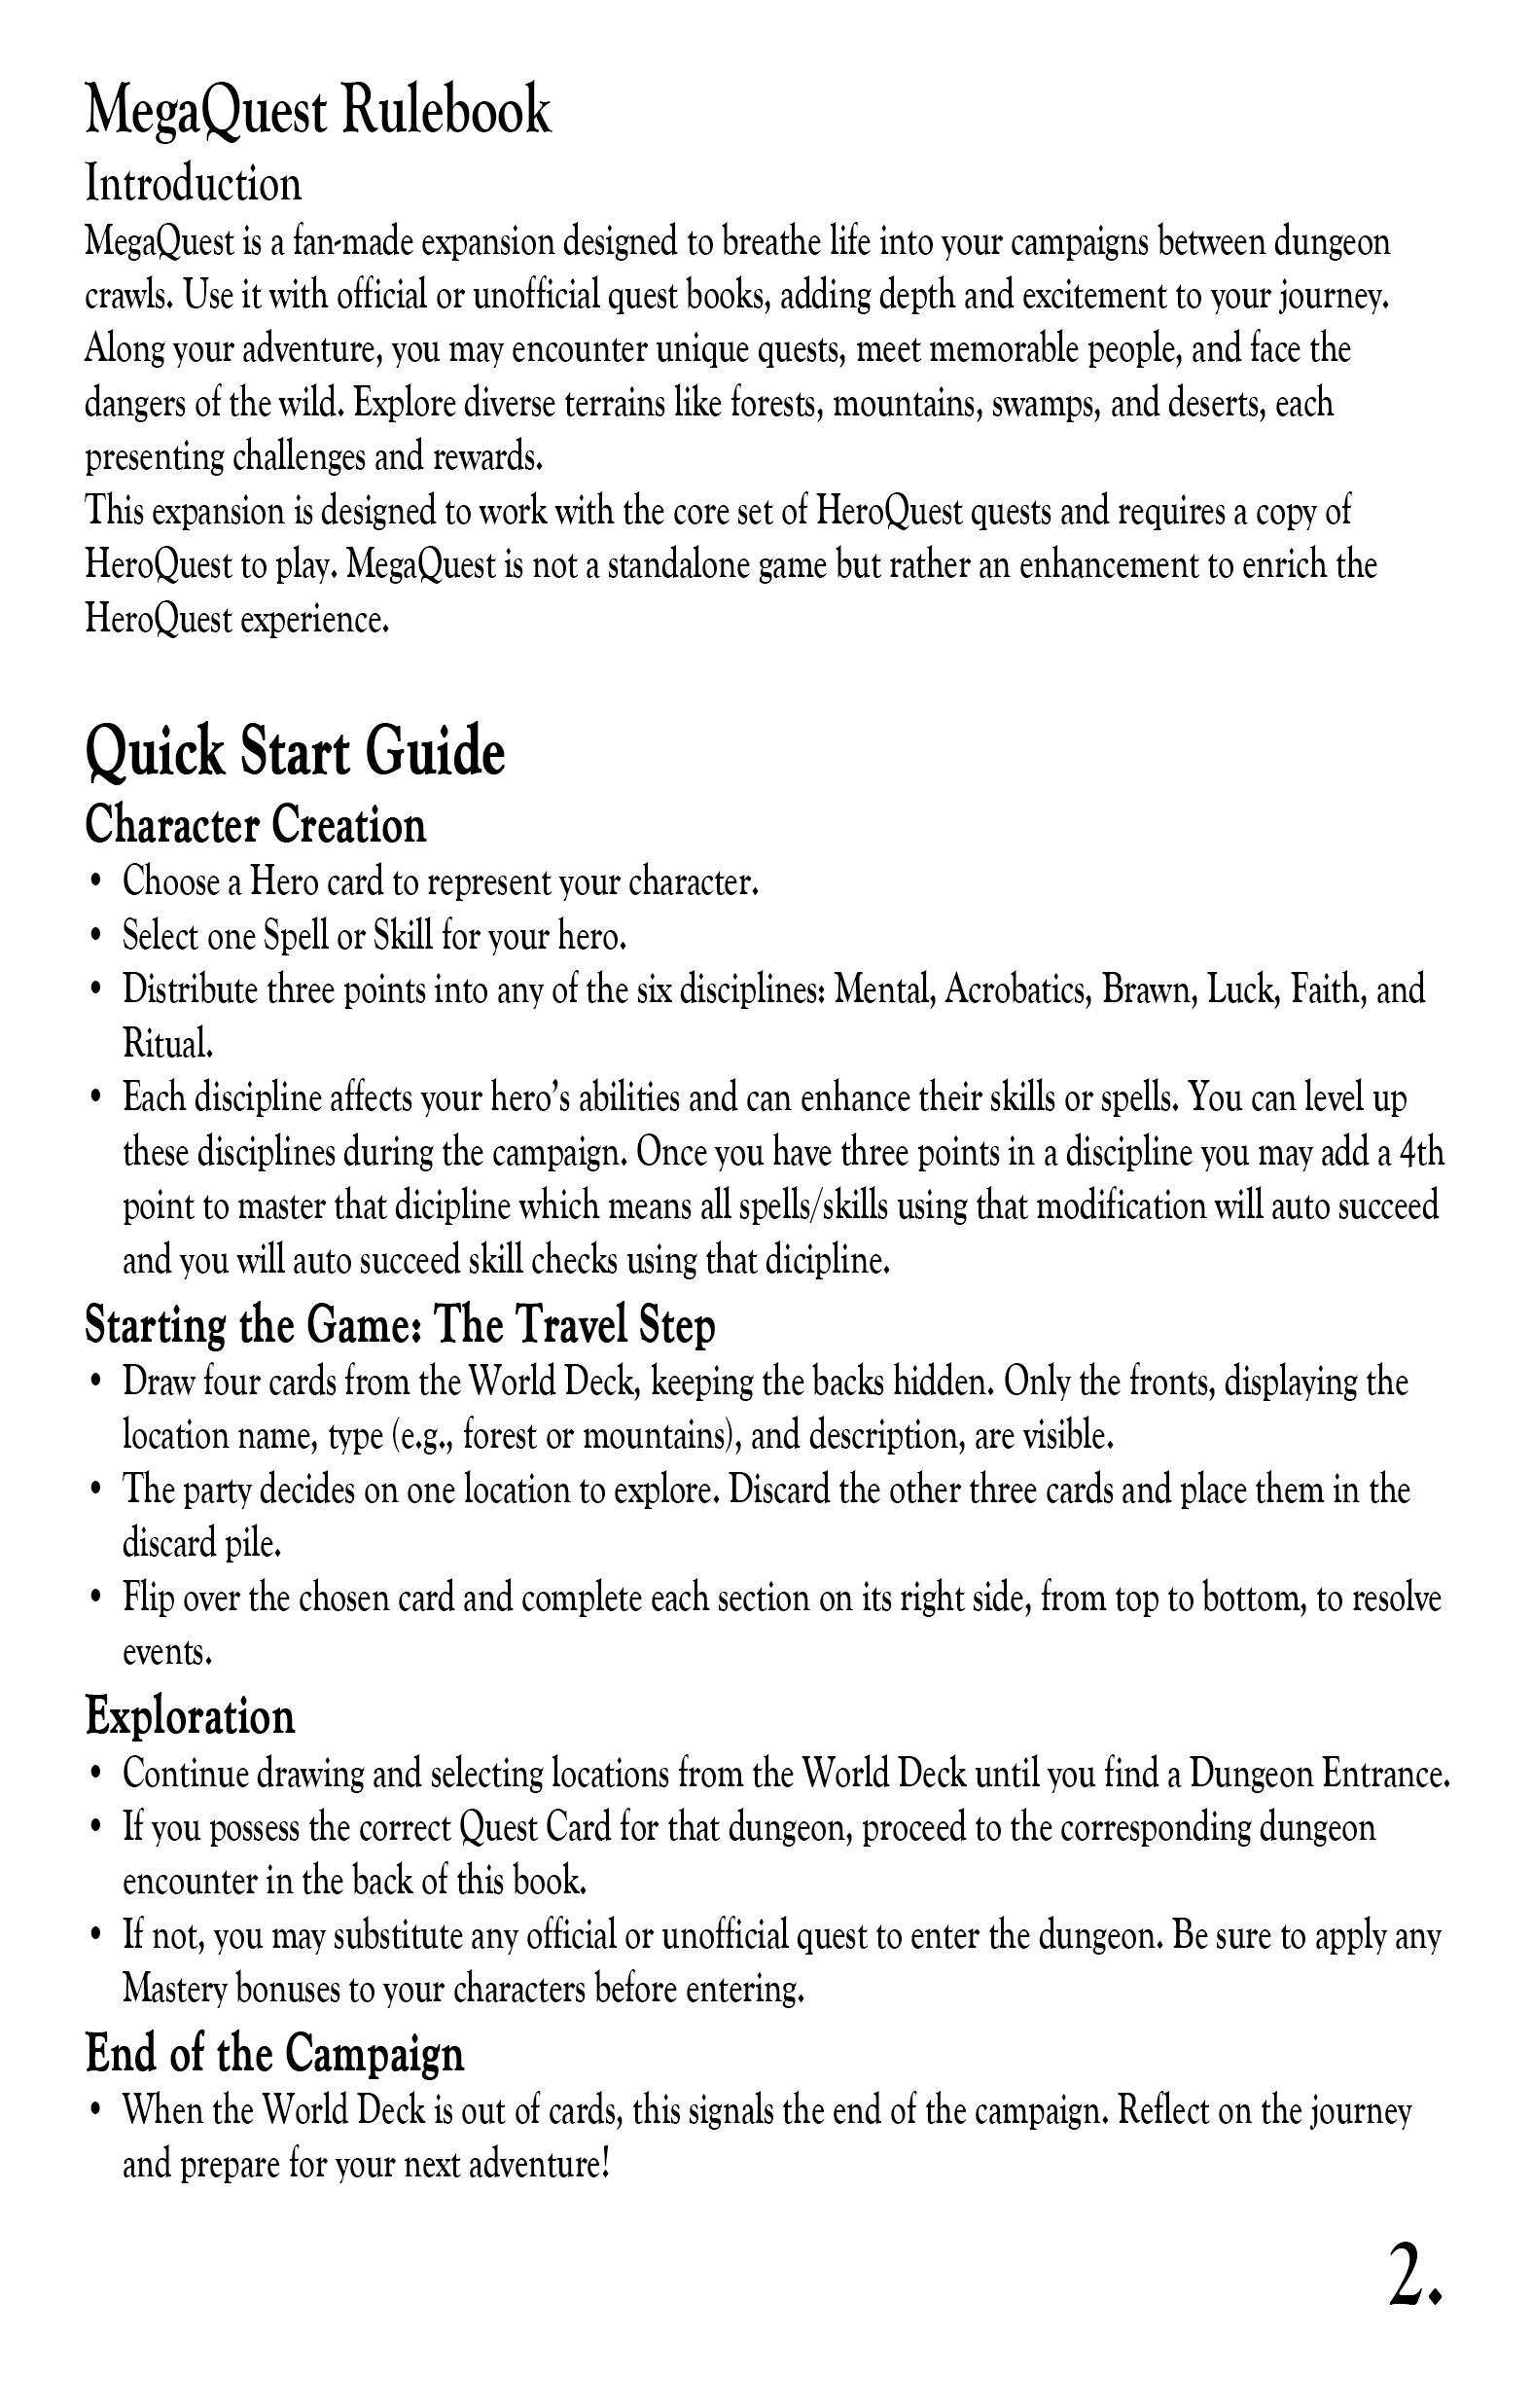 MegaQuest Rulebook
Introduction
MegaQuest is a fan-made expansion designed to breathe life into your campaigns between dungeon
crawls. Use it with official or unofficial quest books, adding depth and excitement to your journey.
Along your adventure, you may encounter unique quests, meet memorable people, and face the
dangers of the wild. Explore diverse terrains like forests, mountains, swamps, and deserts, each
presenting challenges and rewards.
This expansion is designed to work with the core set of HeroQuest quests and requires a copy of
HeroQuest to play. MegaQuest is not a standalone game but rather an enhancement to enrich the
HeroQuest experience.
Quick Start Guide
Character Creation
• Choose a Hero card to represent your character.
• Select one Spell or Skill for your hero.
• Distribute three points into any of the six disciplines: Mental, Acrobatics, Brawn, Luck, Faith, and
Ritual.
• Each discipline affects your hero's abilities and can enhance their skills or spells. You can level up
these disciplines during the campaign. Once you have three points in a discipline you may add a 4th
point to master that dicipline which means all spells/skills using that modification will auto succeed
and you will auto succeed skill checks using that dicipline.
Starting the Game: The Travel Step
• Draw four cards from the World Deck, keeping the backs hidden. Only the fronts, displaying the
location name, type (e.g., forest or mountains), and description, are visible.
• The party decides on one location to explore. Discard the other three cards and place them in the
discard pile.
• Flip over the chosen card and complete each section on its right side, from top to bottom, to resolve
events.
Exploration
• Continue drawing and selecting locations from the World Deck until you find a Dungeon Entrance.
• If you possess the correct Quest Card for that dungeon, proceed to the corresponding dungeon
encounter in the back of this book.
• If not, you may substitute any official or unofficial quest to enter the dungeon. Be sure to apply any
Mastery bonuses to your characters before entering.
End of the Campaign
• When the World Deck is out of cards, this signals the end of the campaign. Reflect on the journey
and prepare for your next adventure!
2.